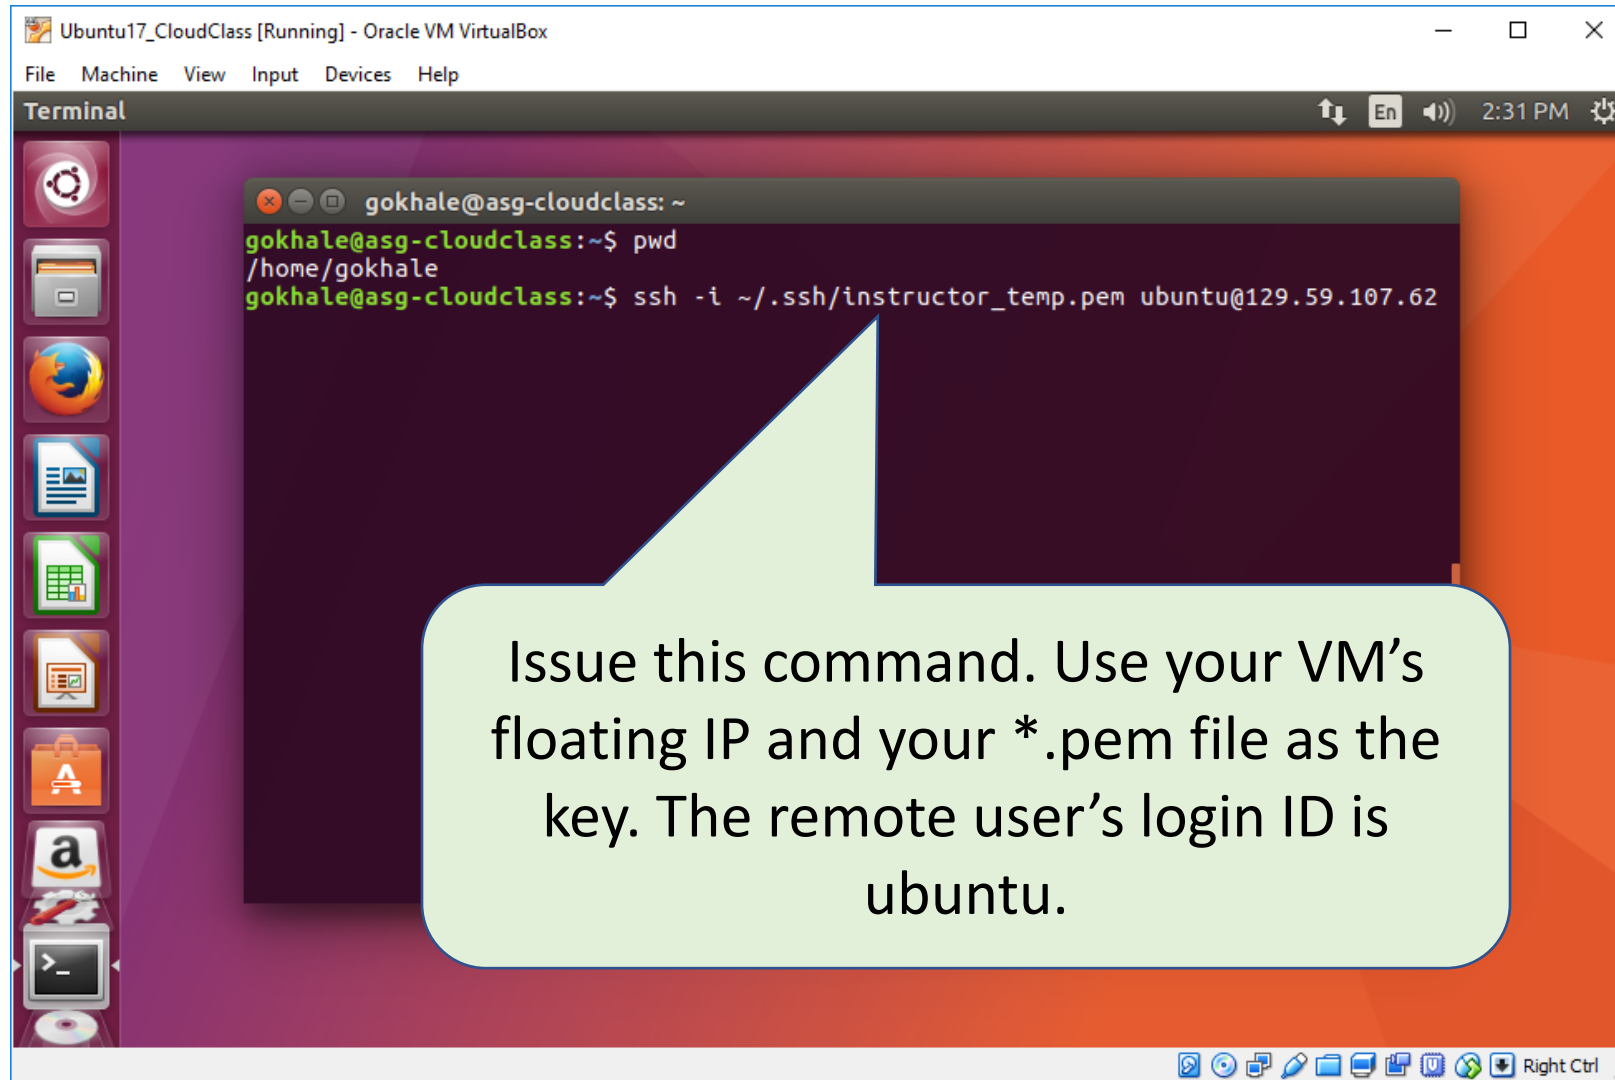 Ubuntu17_CloudClass [Running] - Oracle VM VirtualBox
File Machine View Input Devices Help
Terminal En 2:31 PM
gokhale@asg-cloudclass: ~
gokhale@asg-cloudclass:~$ pwd
/home/gokhale
gokhale@asg-cloudclass:~$ ssh -i ~/.ssh/instructor_temp.pem ubuntu@129.59.107.62
Issue this command. Use your VM’s
floating IP and your *.pem file as the
key. The remote user’s login ID is
ubuntu.
A
a
>_
Right Ctrl